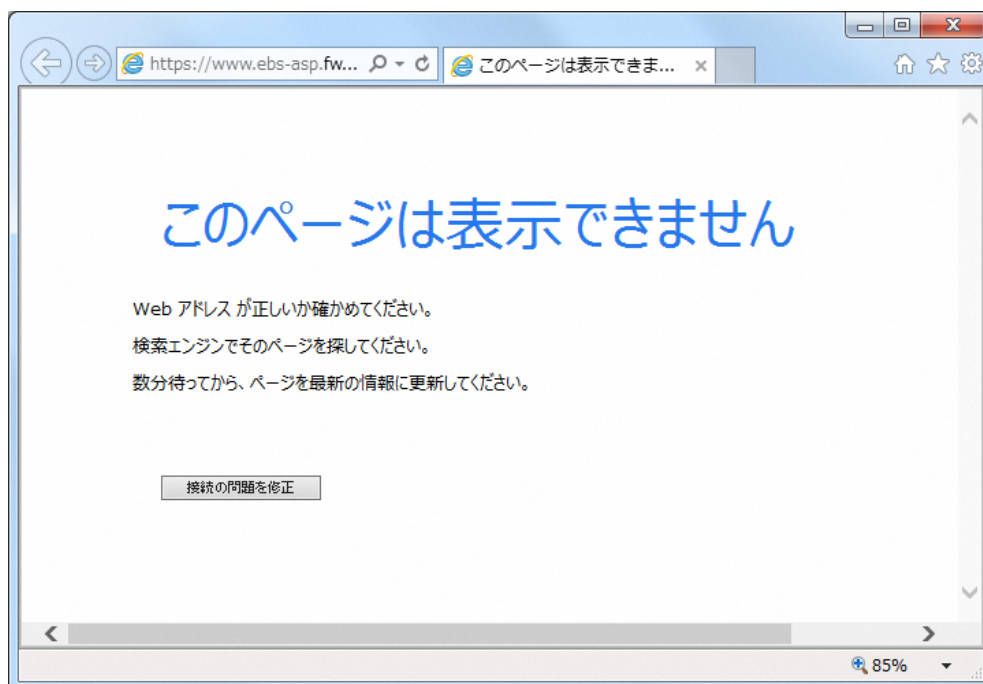 https://www.ebs-asp.fw...
このページは表示できま...
このページは表示できません
Web アドレス が正しいか確かめてください。
検索エンジンでそのページを探してください。
数分待ってから、ページを最新の情報に更新してください。
接続の問題を修正
85%